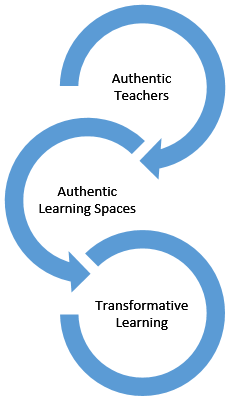 Authentic
Teachers
Authentic
Learning Spaces
Transformative
Learning